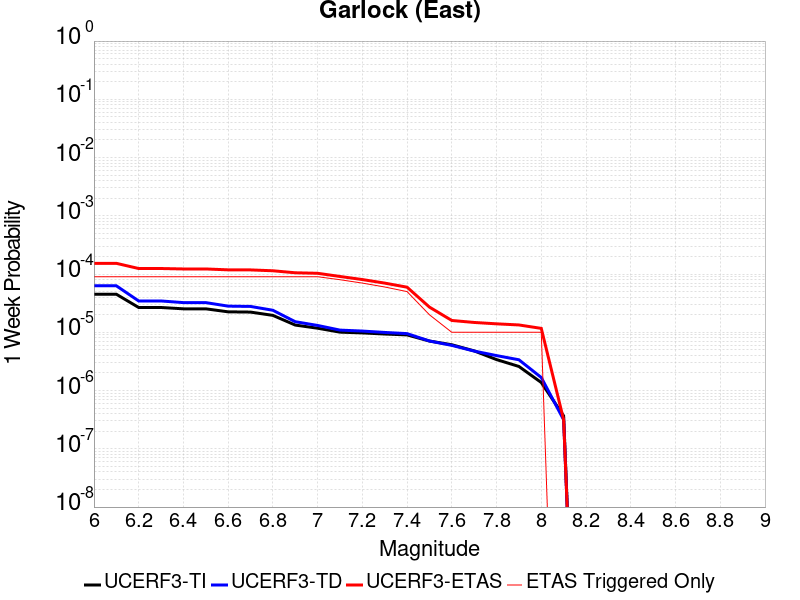 Garlock (East)
10^0
10^-1
10^-2
10^-3
10^-4
10^-5
10^-6
10^-7
10^-8
1 Week Probability
6 6.2 6.4 6.6 6.8 7 7.2 7.4 7.6 7.8 8 8.2 8.4 8.6 8.8 9
Magnitude
UCERF3-TI UCERF3-TD UCERF3-ETAS ETAS Triggered Only